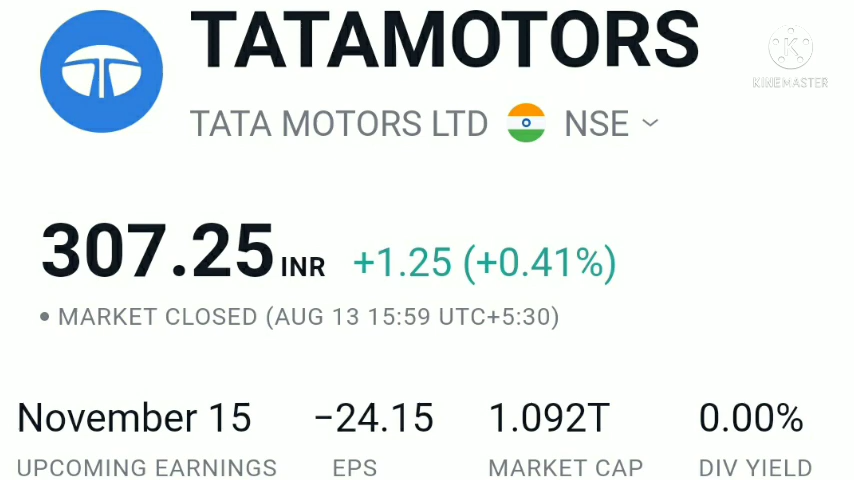 TATAMOTORS
KINEMASTER
TATA MOTORS LTD NSE
307.25 INR +1.25 (+0.41%)
• MARKET CLOSED (AUG 13 15:59 UTC+5:30)
November 15 −24.15 1.092T 0.00%
UPCOMING EARNINGS EPS MARKET CAP DIV YIELD